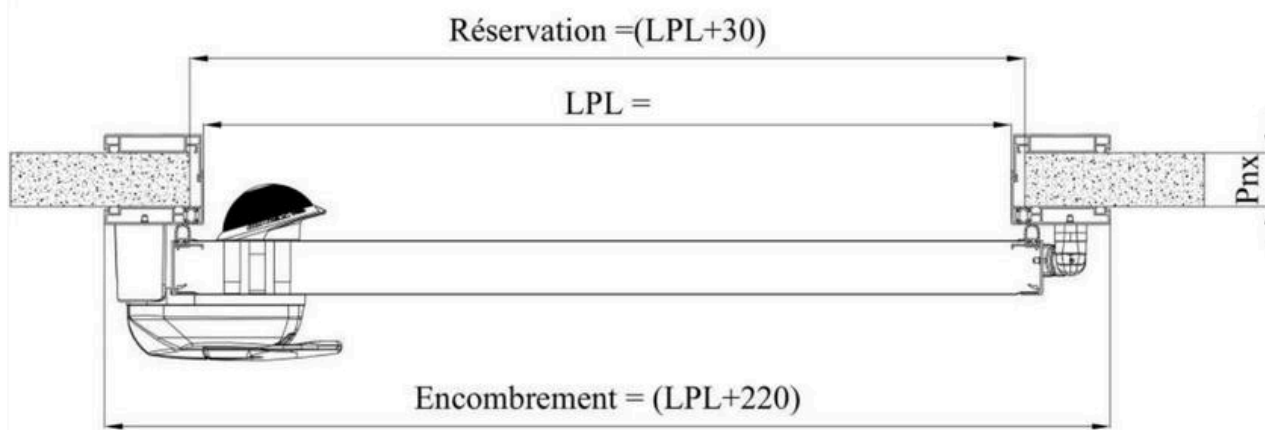 Réservation =(LPL+30)
LPL =
Pnx
Encombrement = (LPL+220)